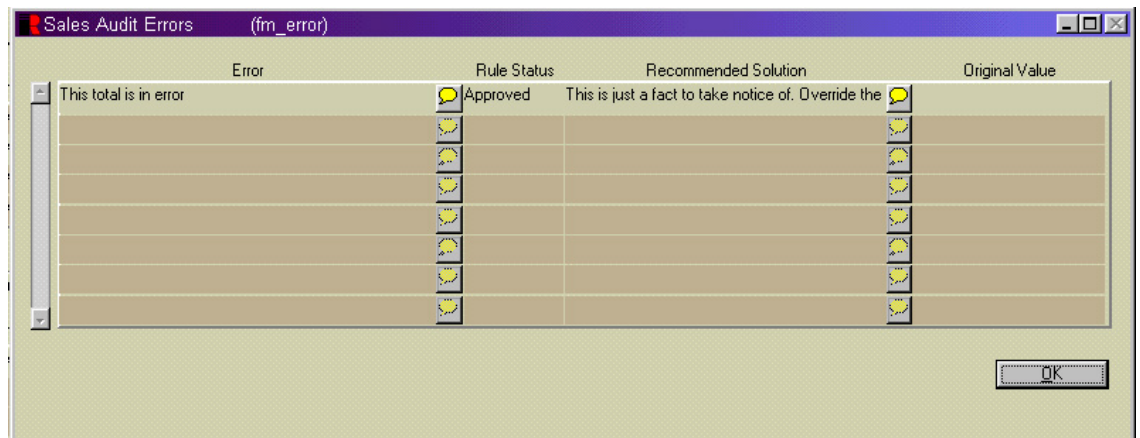 Sales Audit Errors (fm_error)
Error Rule Status Recommended Solution Original Value
This total is in error Approved This is just a fact to take notice of. Override the
OK